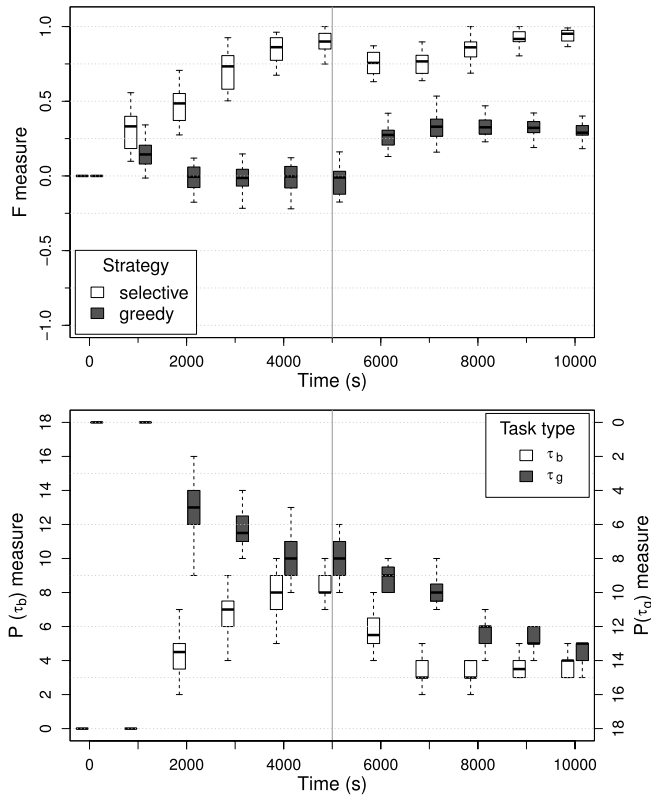 F measure
1.0
0.5
0.0
−0.5
−1.0
Strategy
selective
greedy
0 2000 4000 6000 8000 10000
Time (s)
P (τb) measure
18
16
14
12
10
8
6
4
2
0
Task type
τb
τg
0
2
4
6
8
10
12
14
16
18
P(τg) measure
0 2000 4000 6000 8000 10000
Time (s)